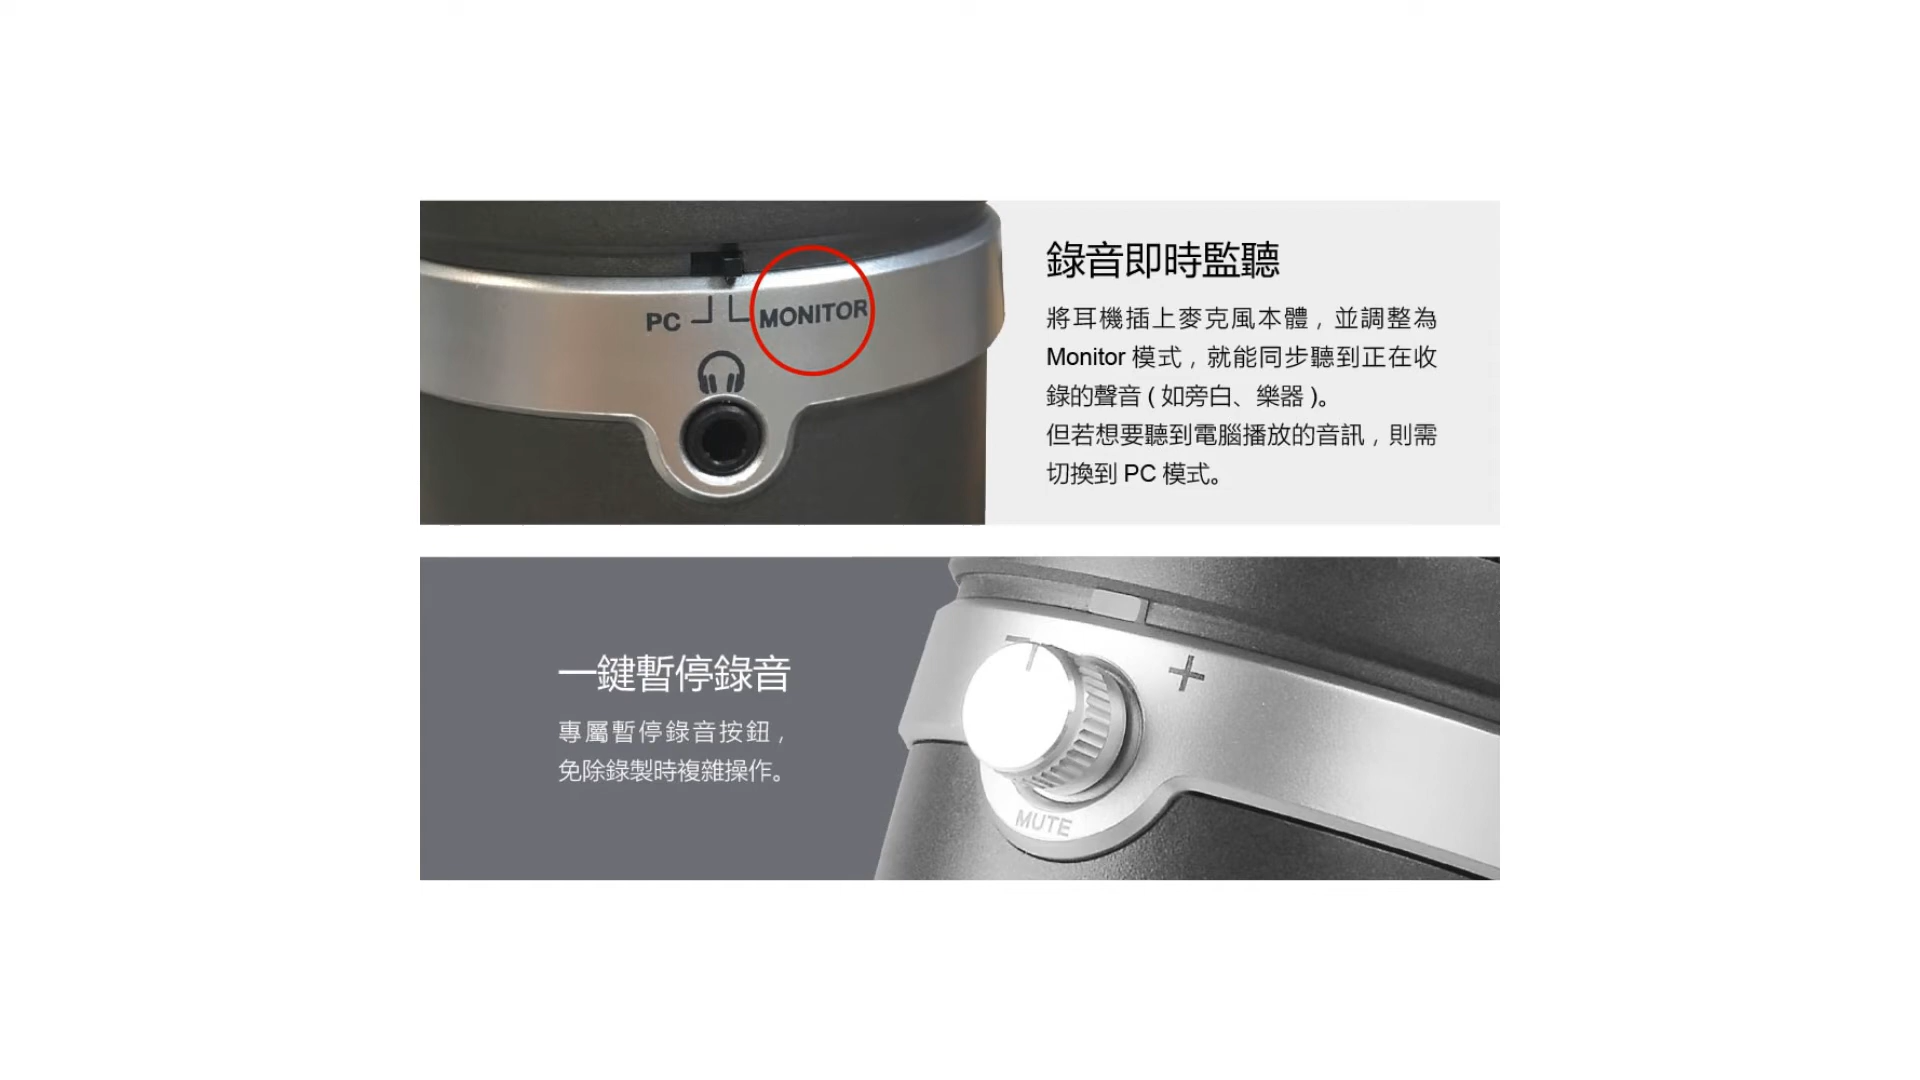 PC
MONITOR
錄音即時監聽
將耳機插上麥克風本體，並調整為
Monitor 模式，就能同步聽到正在收
錄的聲音 ( 如旁白、樂器 )。
但若想要聽到電腦播放的音訊，則需
切換到 PC 模式。
一鍵暫停錄音
專屬暫停錄音按鈕，
免除錄製時複雜操作。
MUTE